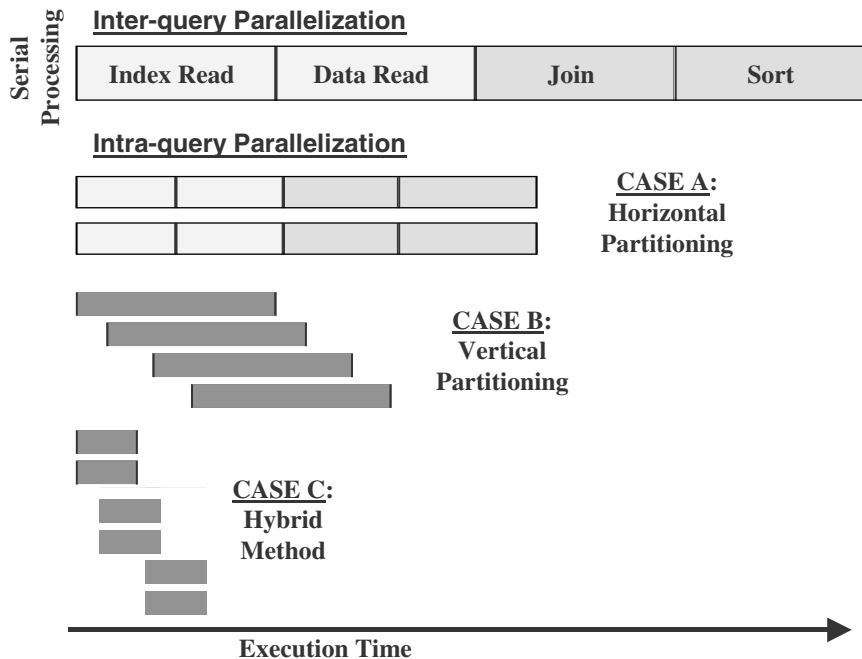 Inter-query Parallelization
Serial
Processing
Index Read
Data Read
Join
Sort
Intra-query Parallelization
CASE A:
Horizontal
Partitioning
CASE B:
Vertical
Partitioning
CASE C:
Hybrid
Method
Execution Time